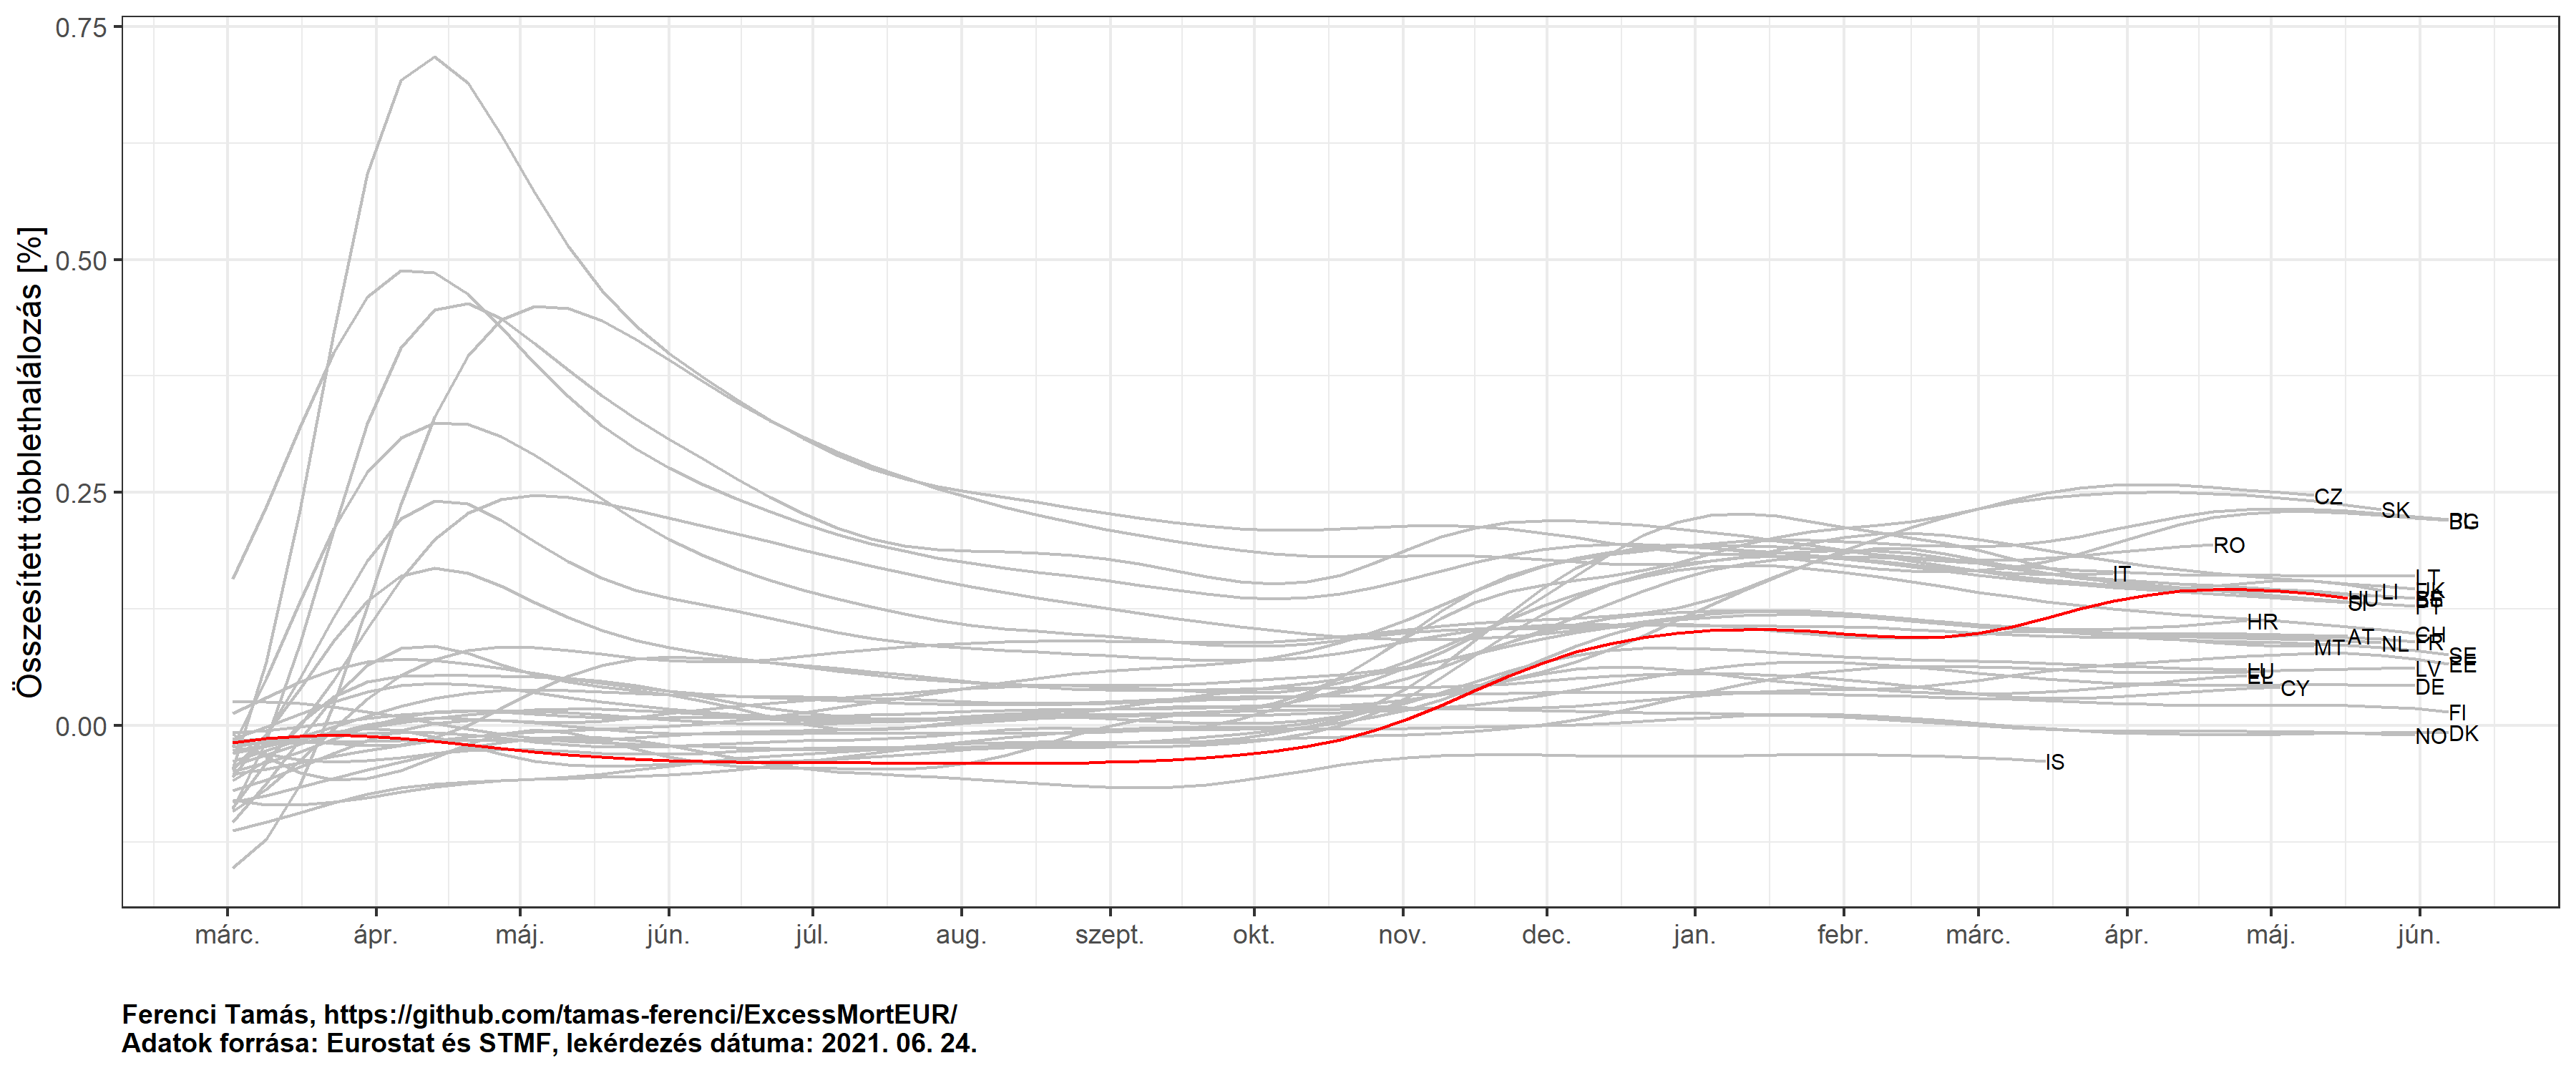 Összesített többlethalálozás [%]
0.75
0.50
0.25
0.00
CZ
SK
BG
RO
IT
LT
UK
LI
HU
SI
PT
HR
CH
AT
FR
MT
NL
SE
EE
LU
LV
EL
DE
CY
FI
NO
DK
IS
márc.
ápr.
máj.
jún.
júl.
aug.
szept.
okt.
nov.
dec.
jan.
febr.
márc.
ápr.
máj.
jún.
Ferenci Tamás, https://github.com/tamas-ferenci/ExcessMortEUR/
Adatok forrása: Eurostat és STMF, lekérdezés dátuma: 2021. 06. 24.